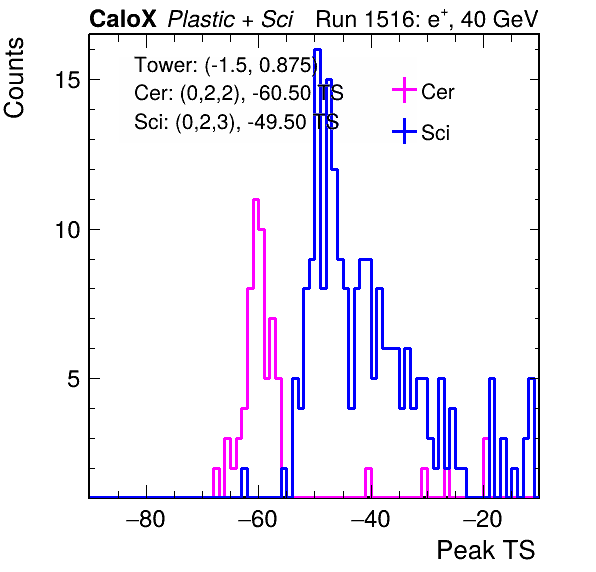 CaloX Plastic + Sci Run 1516: e+, 40 GeV
Counts
Tower: (-1.5, 0.875)
Cer: (0,2,2), -60.50 TS
Sci: (0,2,3), -49.50 TS
Cer
Sci
15
10
5
−80 −60 −40 −20
Peak TS